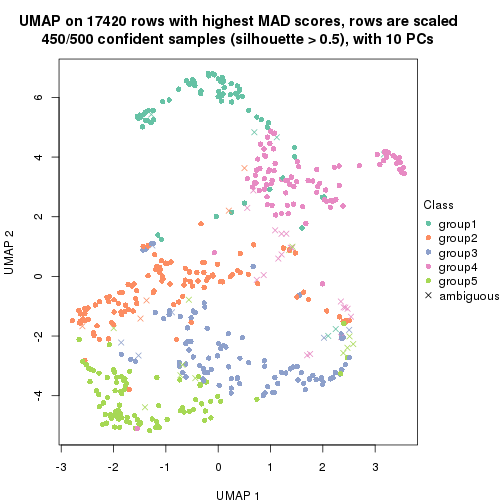 UMAP on 17420 rows with highest MAD scores, rows are scaled
450/500 confident samples (silhouette > 0.5), with 10 PCs
UMAP 2
6
4
2
0
-2
-4
-3
-2
-1
0
1
2
3
UMAP 1
Class
group1
group2
group3
group4
group5
ambiguous